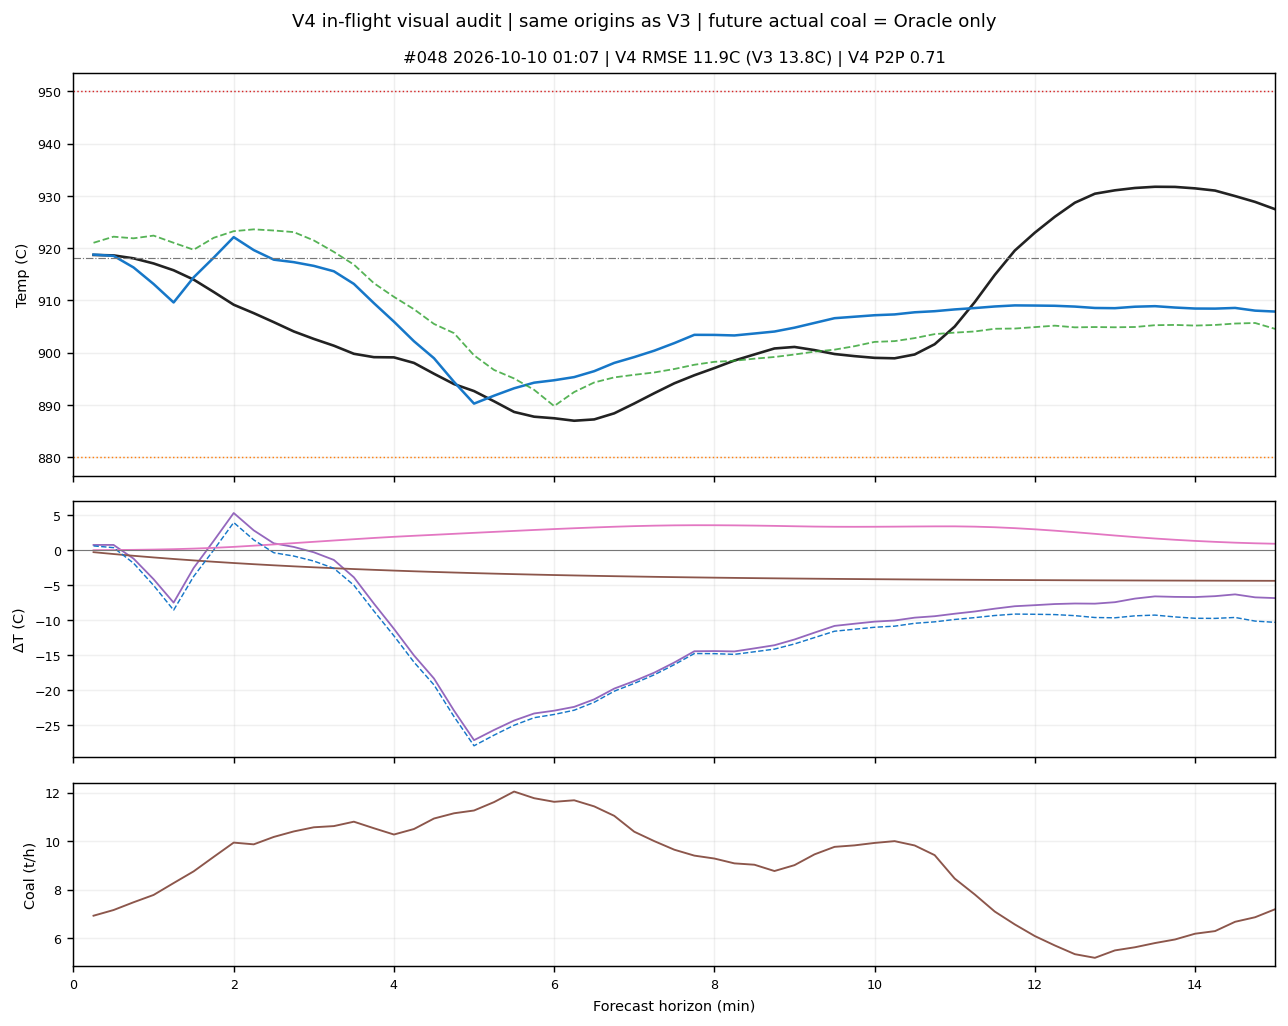 V4 in-flight visual audit | same origins as V3 | future actual coal = Oracle only
#048 2026-10-10 01:07 | V4 RMSE 11.9C (V3 13.8C) | V4 P2P 0.71
950
940
930
920
910
900
890
880
Temp (C)
5
0
−5
−10
−15
−20
−25
ΔT (C)
12
10
8
6
Coal (t/h)
0 2 4 6 8 10 12 14
Forecast horizon (min)